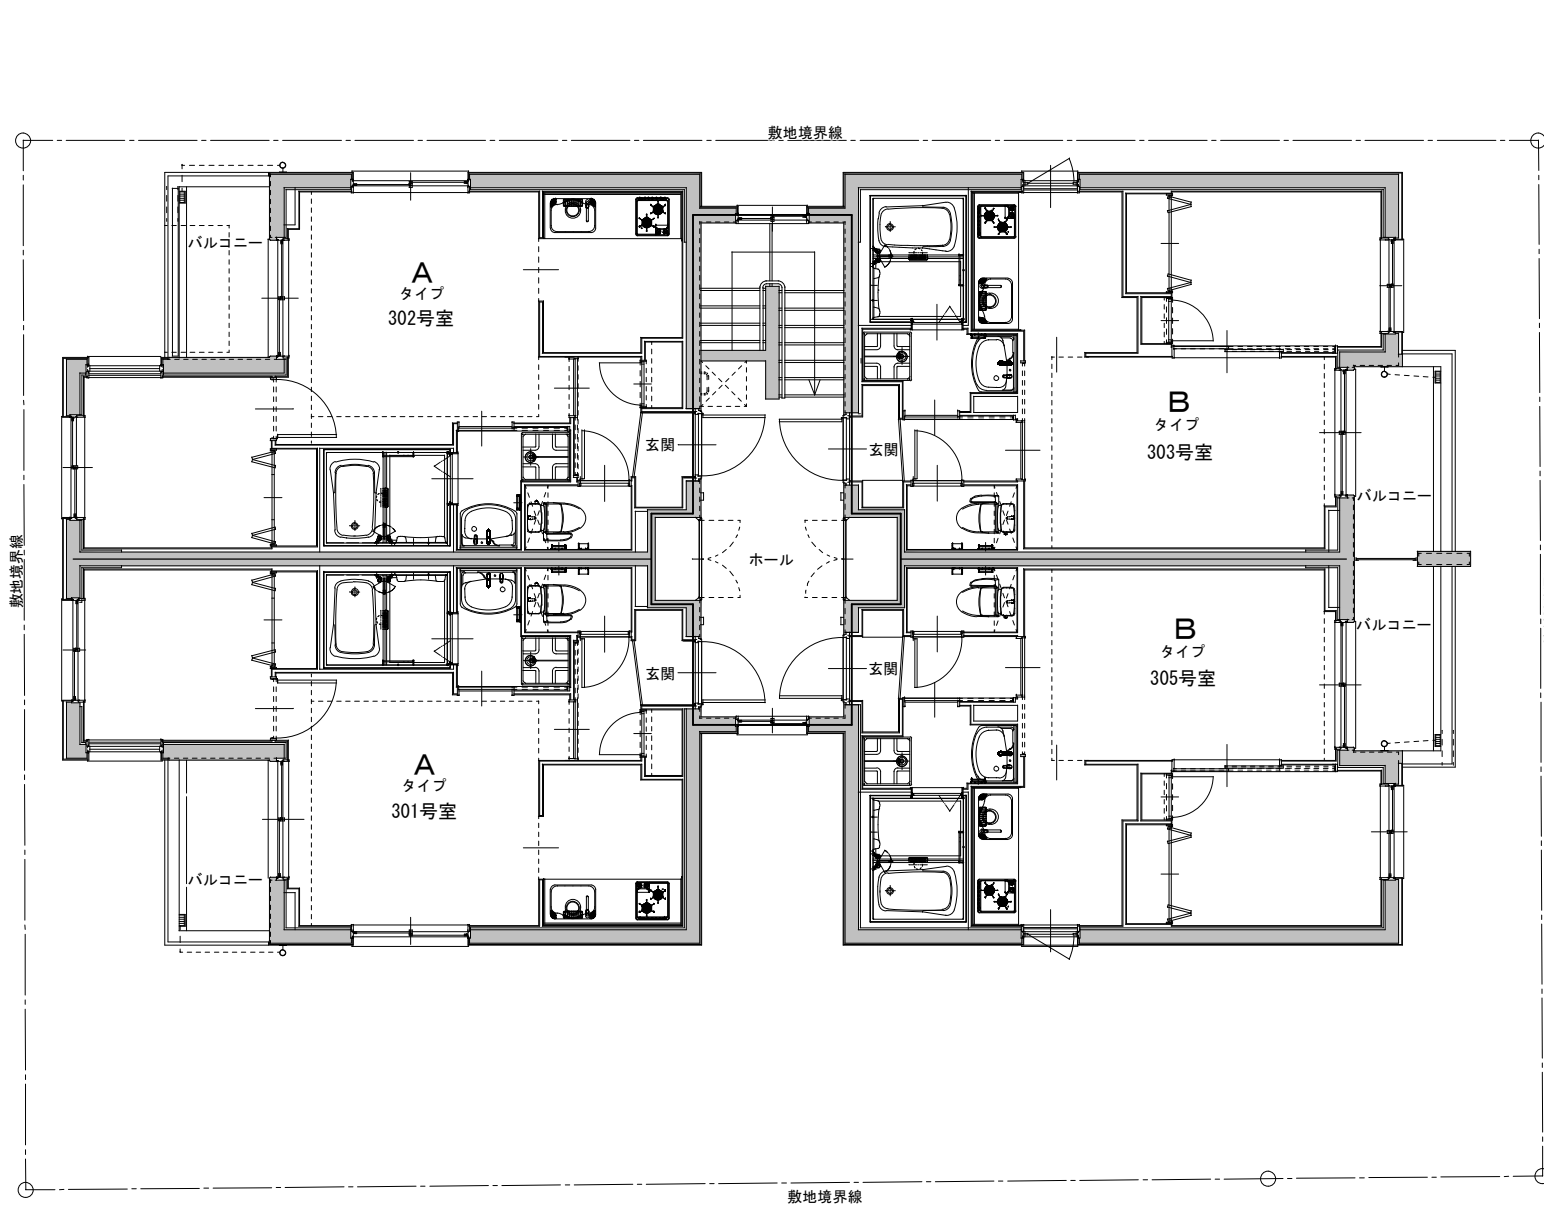 敷地境界線
バルコニー
A
タイプ
302号室
玄関
玄関
B
タイプ
303号室
バルコニー
敷地境界線
ホール
バルコニー
B
タイプ
305号室
玄関
玄関
A
タイプ
301号室
バルコニー
敷地境界線